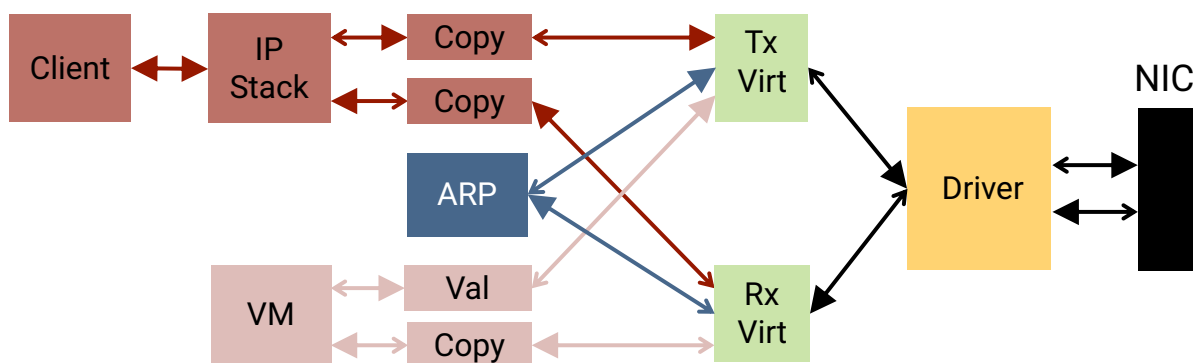 Client
IP
Stack
Copy
Copy
ARP
VM
Val
Copy
Tx
Virt
Rx
Virt
Driver
NIC